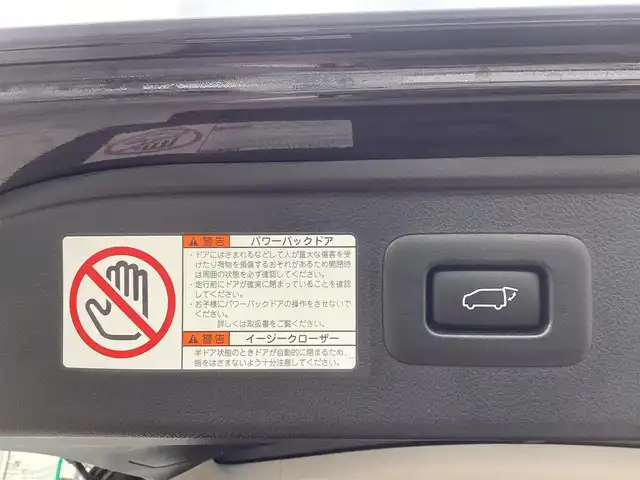 警告 パワーバックドア
・ドアにはさまれるなどして人が重大な傷害を受
けたり荷物を損傷するおそれがあるため開閉時
は周囲の状態を必ず確認してください。
・走行前にドアが確実に閉まっていることを確認
してください。
・お子様にパワーバックドアの操作をさせないで
ください。
詳しくは取扱書をご覧ください。
警告 イージークローザー
半ドア状態のときドアが自動的に閉まるため、
指をはさまないよう十分注意してください。